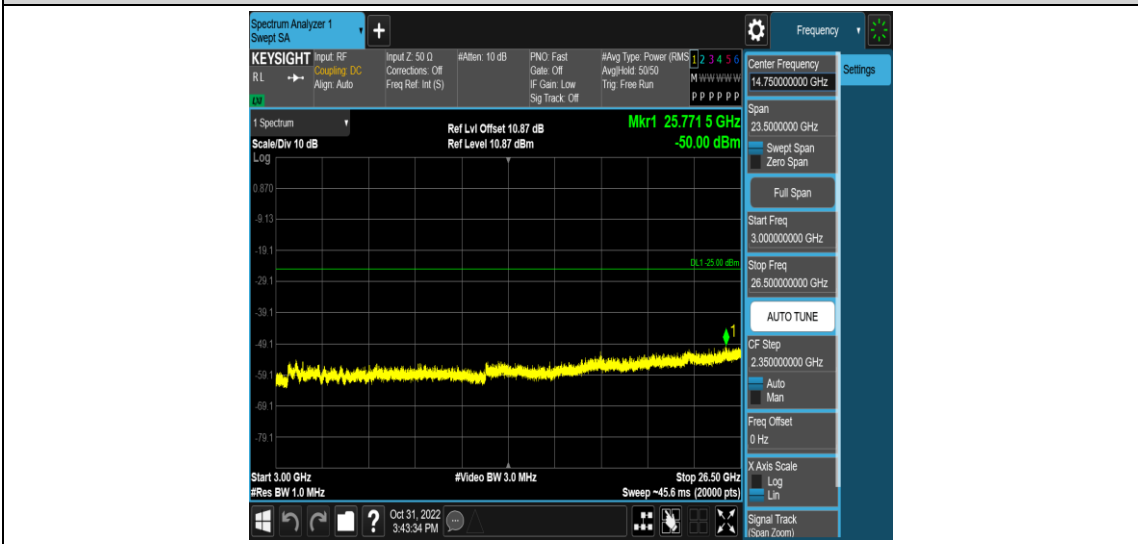 Spectrum Analyzer 1
Swept SA
+
Frequency
KEYSIGHT
RL
LXI
Input: RF
Coupling: DC
Align: Auto
Input Z: 50 Ω
Corrections: Off
Freq Ref: Int (S)
#Atten: 10 dB
PNO: Fast
Gate: Off
IF Gain: Low
Sig Track: Off
#Avg Type: Power (RMS
Avg|Hold: 50/50
Trig: Free Run
1 2 3 4 5 6
M W W W W W
P P P P P P
1 Spectrum
Scale/Div 10 dB
Log
Ref Lvl Offset 10.87 dB
Ref Level 10.87 dBm
Mkr1 25.771 5 GHz
-50.00 dBm
0.870
-9.13
-19.1
DL1 -25.00 dBm
-29.1
-39.1
1
-49.1
-59.1
-69.1
-79.1
Start 3.00 GHz
#Res BW 1.0 MHz
#Video BW 3.0 MHz
Stop 26.50 GHz
Sweep ~45.6 ms (20000 pts)
?
Oct 31, 2022
3:43:34 PM
Center Frequency
14.750000000 GHz
Settings
Span
23.5000000 GHz
Swept Span
Zero Span
Full Span
Start Freq
3.000000000 GHz
Stop Freq
26.500000000 GHz
AUTO TUNE
CF Step
2.350000000 GHz
Auto
Man
Freq Offset
0 Hz
X Axis Scale
Log
Lin
Signal Track
(Span Zoom)